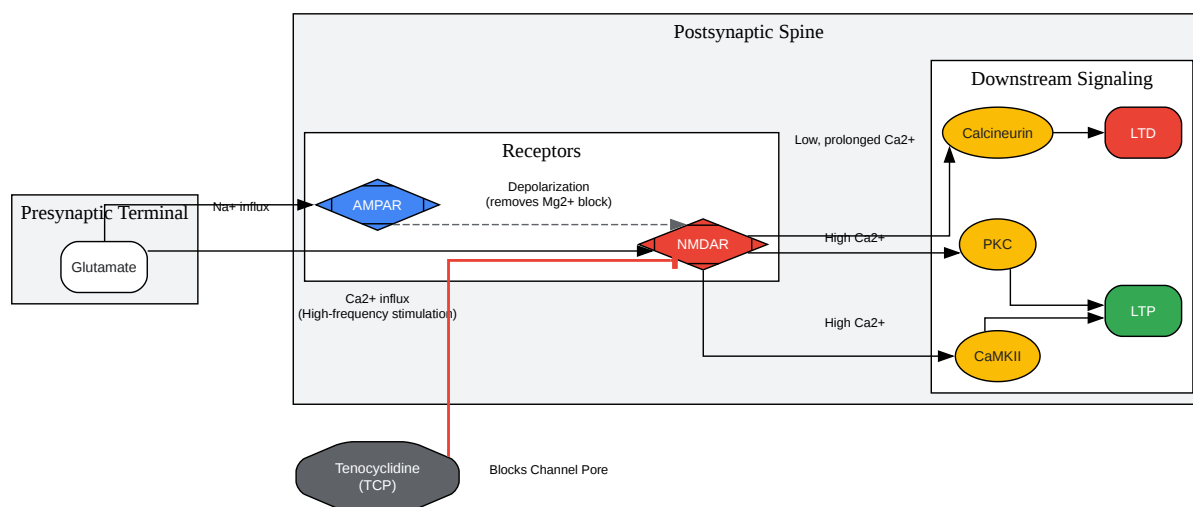 Postsynaptic Spine
Downstream Signaling
Calcineurin
LTD
Low, prolonged Ca2+
Receptors
Depolarization
(removes Mg2+ block)
AMPAR
Na+ influx
Presynaptic Terminal
Glutamate
NMDAR
High Ca2+
PKC
Ca2+ influx
(High-frequency stimulation)
LTP
High Ca2+
CaMKII
Tenocyclidine
(TCP)
Blocks Channel Pore